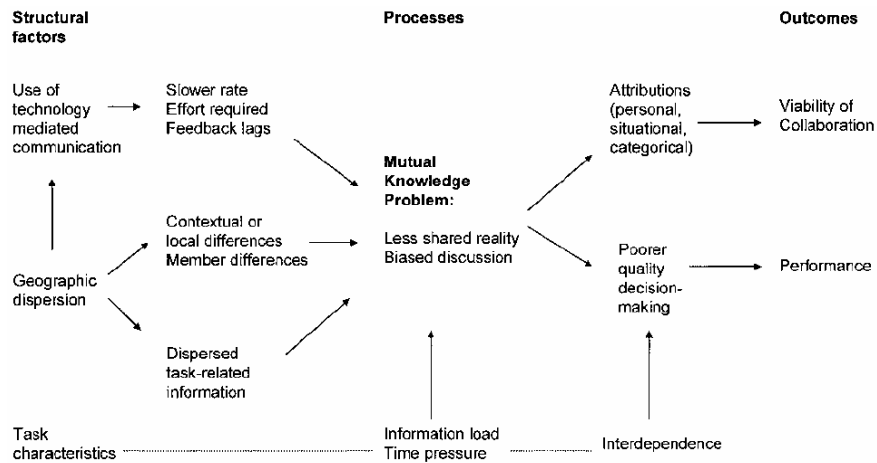 Structural
factors
Processes
Outcomes
Use of
technology
mediated
communication
Slower rate
Effort required
Feedback lags
Attributions
(personal,
situational,
categorical)
Viability of
Collaboration
Mutual
Knowledge
Problem:
Less shared reality
Biased discussion
Contextual or
local differences
Member differences
Geographic
dispersion
Poorer
quality
decision-
making
Performance
Dispersed
task-related
information
Task
characteristics
Information load
Time pressure
Interdependence